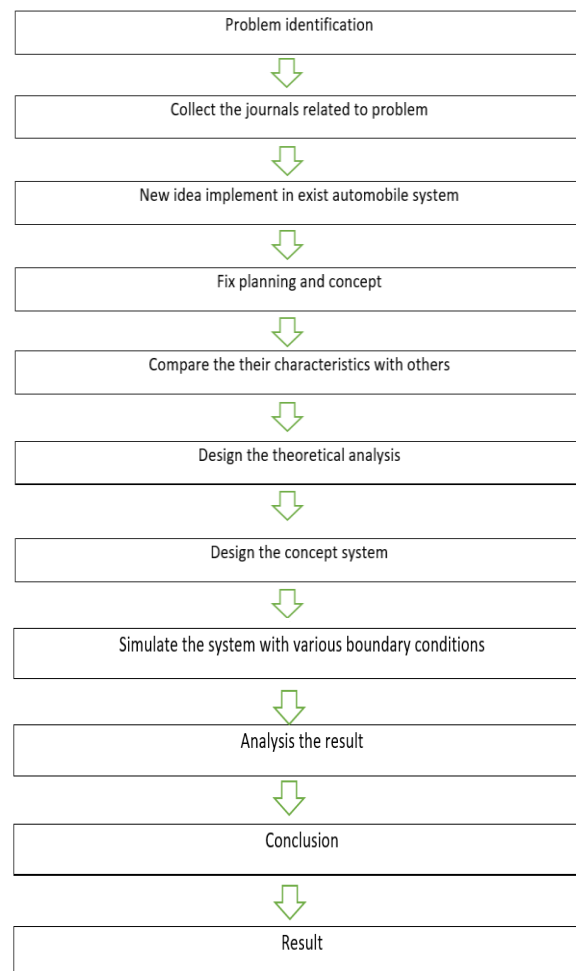 Problem identification
Collect the journals related to problem
New idea implement in exist automobile system
Fix planning and concept
Compare the their characteristics with others
Design the theoretical analysis
Design the concept system
Simulate the system with various boundary conditions
Analysis the result
Conclusion
Result